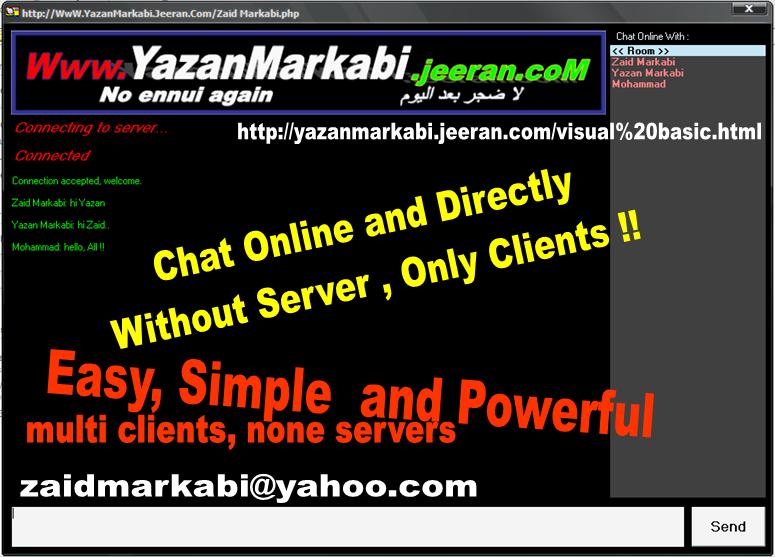 http://WwW.YazanMarkabi.Jeeran.Com/Zaid Markabi.php
Www.YazanMarkabi.jeeran.coM
No ennui again
لا ضجر بعد اليوم
Chat Online With :
<< Room >>
Zaid Markabi
Yazan Markabi
Mohammad
Connecting to server...
http://yazanmarkabi.jeeran.com/visual%20basic.html
Connected
Connection accepted, welcome.
Zaid Markabi: hi Yazan
Yazan Markabi: hi Zaid..
Mohammad: hello, All !!
Chat Online and Directly
Without Server , Only Clients !!
Easy, Simple and Powerful
multi clients, none servers
zaidmarkabi@yahoo.com
Send